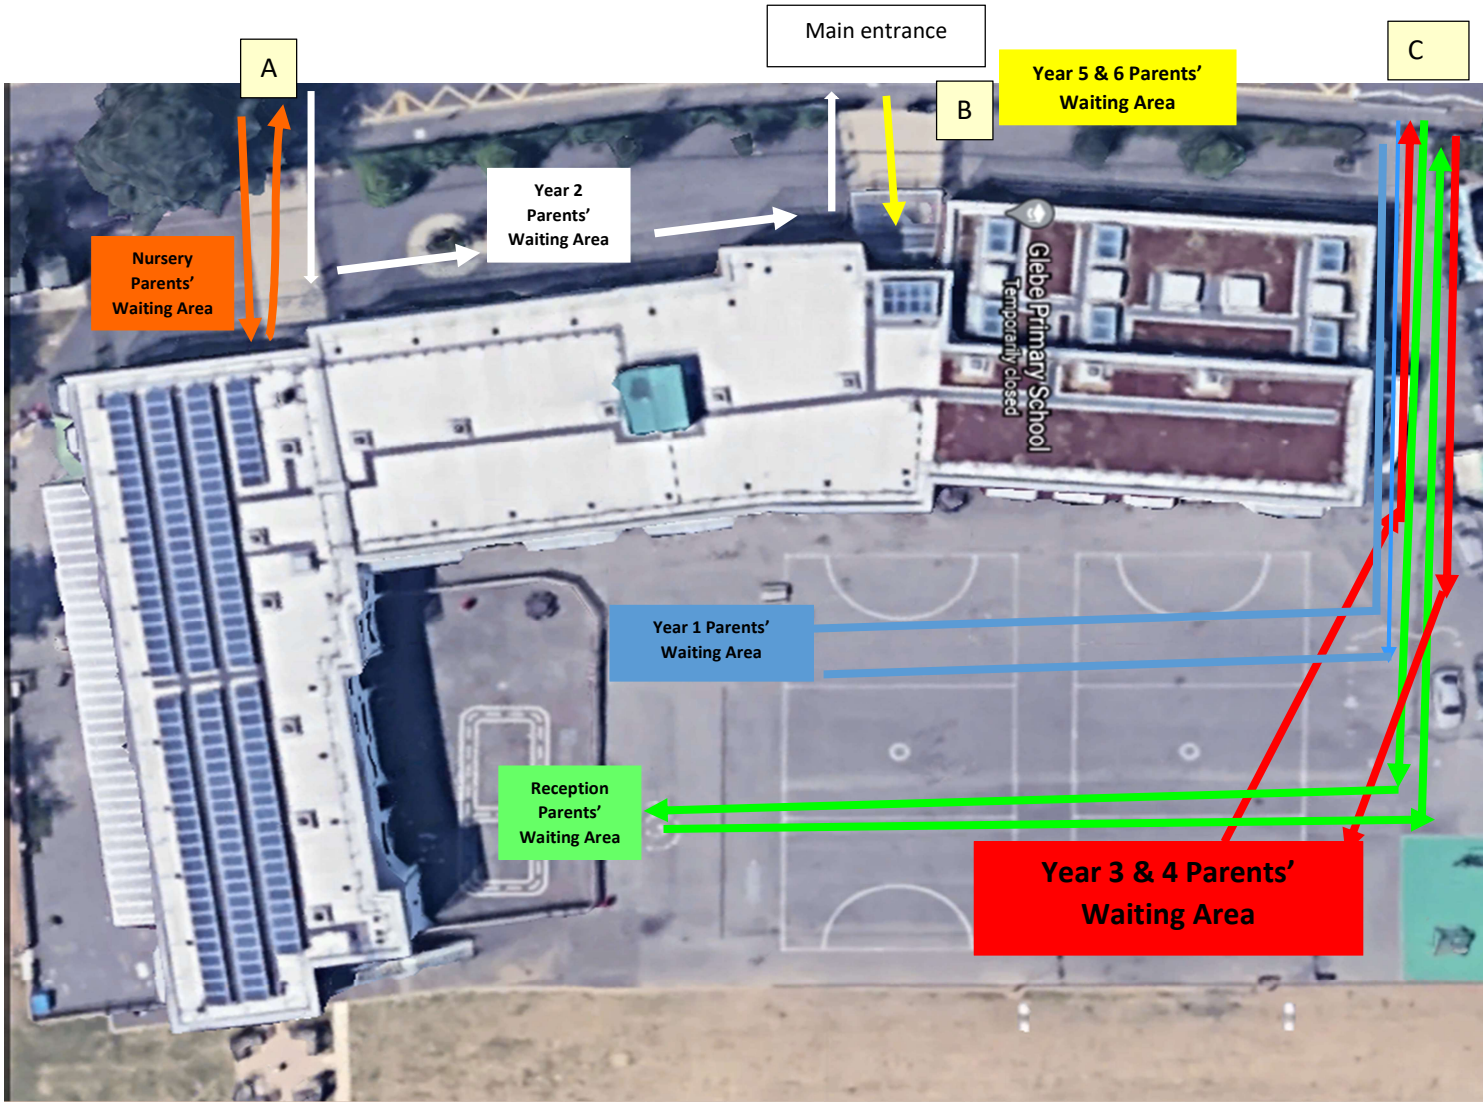 Main entrance
A
C
Year 5 & 6 Parents’
Waiting Area
B
Year 2
Parents’
Waiting Area
Nursery
Parents’
Waiting Area
Glebe Primary School
Temporarily closed
Year 1 Parents’
Waiting Area
Reception
Parents’
Waiting Area
Year 3 & 4 Parents’
Waiting Area